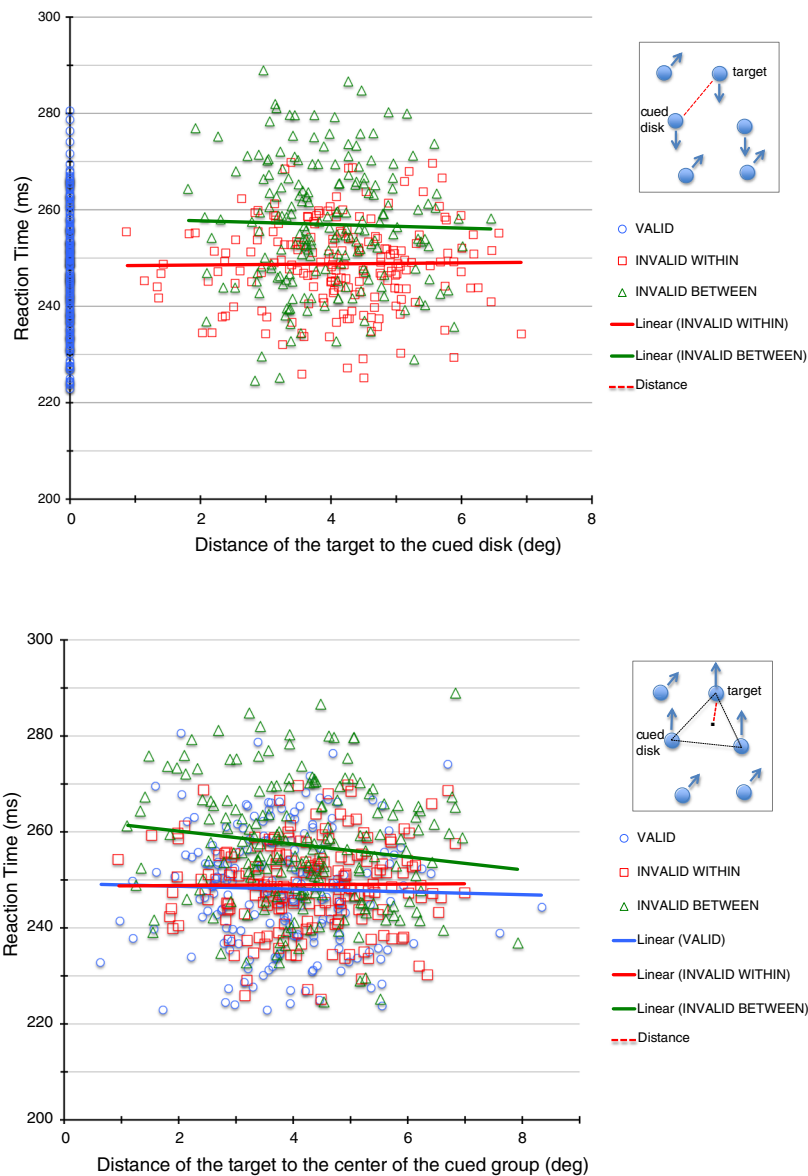 300
280
260
240
220
200
Reaction Time (ms)
0 2 4 6 8
Distance of the target to the cued disk (deg)
target
cued
disk
VALID
INVALID WITHIN
INVALID BETWEEN
Linear (INVALID WITHIN)
Linear (INVALID BETWEEN)
Distance
300
280
260
240
220
200
Reaction Time (ms)
0 2 4 6 8
Distance of the target to the center of the cued group (deg)
target
cued
disk
VALID
INVALID WITHIN
INVALID BETWEEN
Linear (VALID)
Linear (INVALID WITHIN)
Linear (INVALID BETWEEN)
Distance